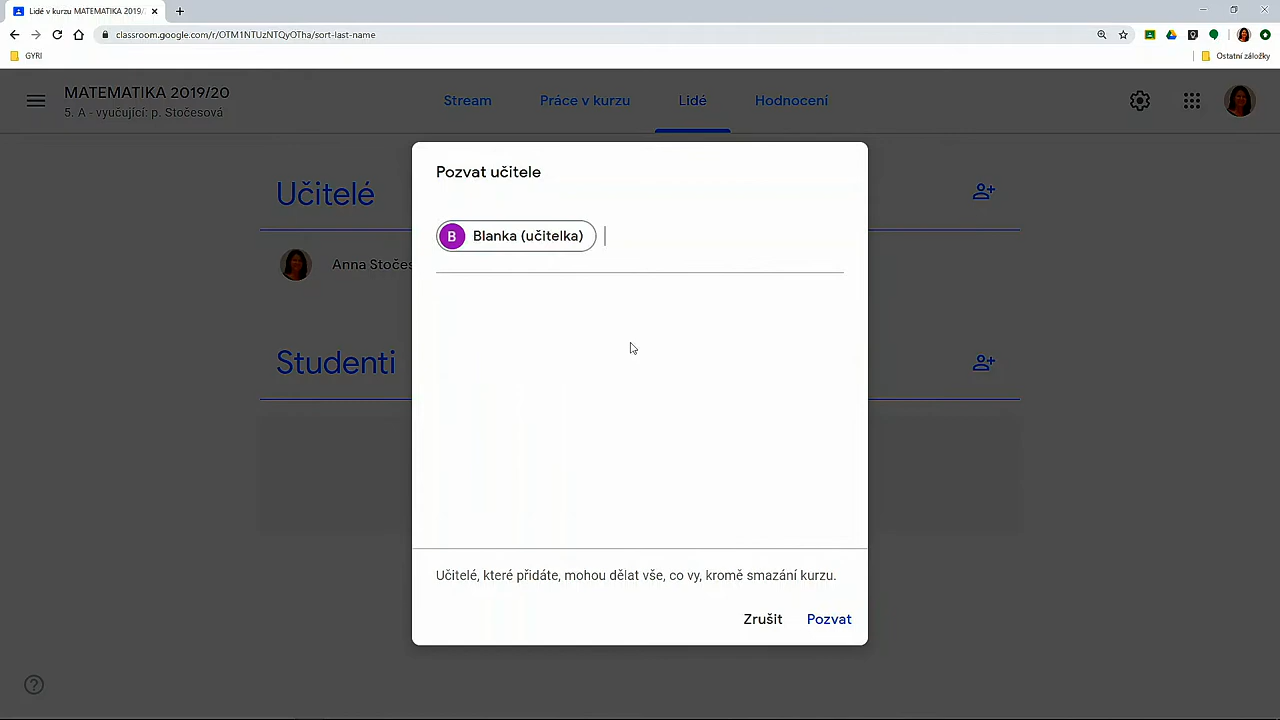 Lidé v kurzu MATEMATIKA 2019/
classroom.google.com/r/OTM1NTUzNTQyOTha/sort-last-name
GYRI
Ostatní záložky
MATEMATIKA 2019/20
5. A - vyučující: p. Stočesová
Stream
Práce v kurzu
Lidé
Hodnocení
Pozvat učitele
Učitelé
B Blanka (učitelka)
Anna Stočes
Studenti
Učitelé, které přidáte, mohou dělat vše, co vy, kromě smazání kurzu.
Zrušit
Pozvat